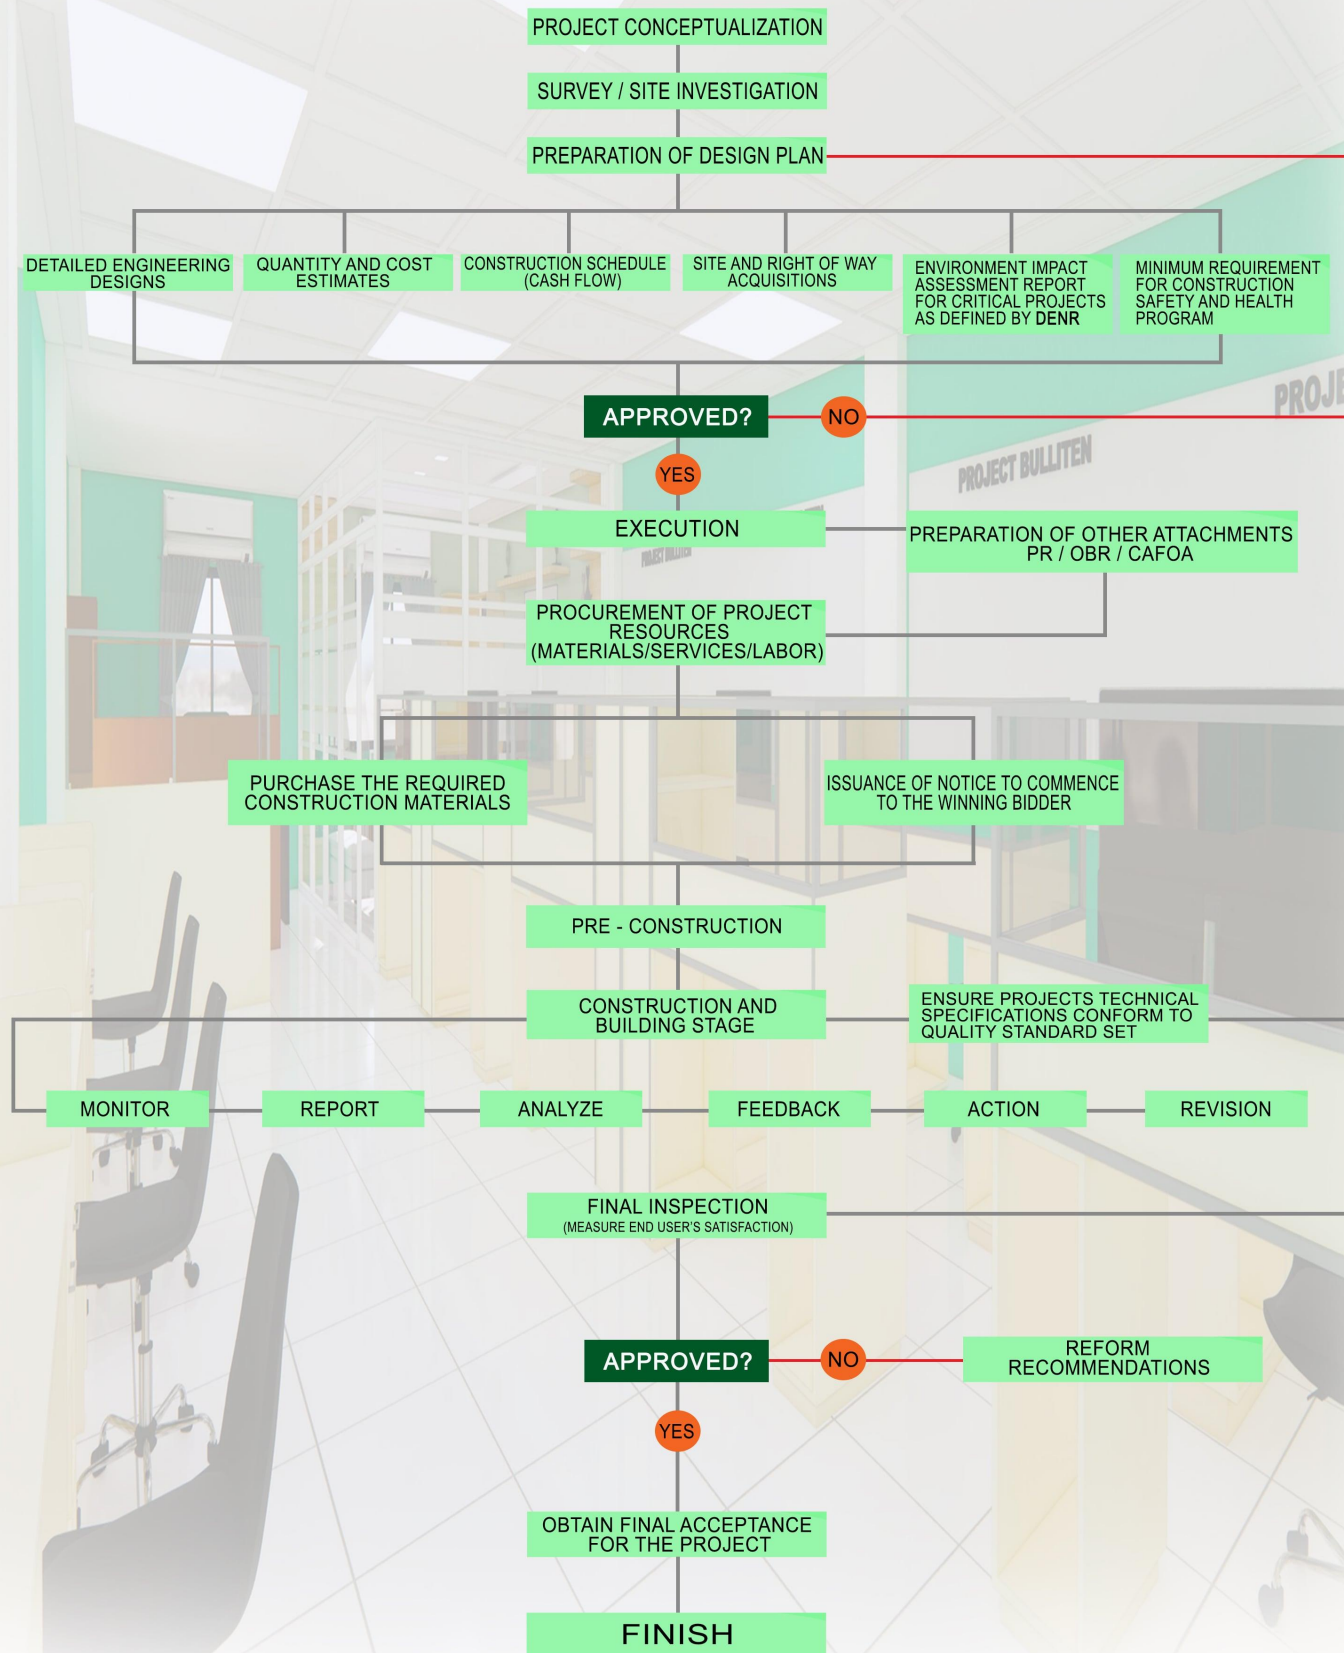 PROJECT CONCEPTUALIZATION
SURVEY / SITE INVESTIGATION
PREPARATION OF DESIGN PLAN
DETAILED ENGINEERING
DESIGNS
QUANTITY AND COST
ESTIMATES
CONSTRUCTION SCHEDULE
(CASH FLOW)
SITE AND RIGHT OF WAY
ACQUISITIONS
ENVIRONMENT IMPACT
ASSESSMENT REPORT
FOR CRITICAL PROJECTS
AS DEFINED BY DENR
MINIMUM REQUIREMENT
FOR CONSTRUCTION
SAFETY AND HEALTH
PROGRAM
APPROVED?
NO
PROJE
PROJECT BULLITEN
YES
EXECUTION
PREPARATION OF OTHER ATTACHMENTS
PR / OBR / CAFOA
PROJECT BULLITEN
PROCUREMENT OF PROJECT
RESOURCES
(MATERIALS/SERVICES/LABOR)
PURCHASE THE REQUIRED
CONSTRUCTION MATERIALS
ISSUANCE OF NOTICE TO COMMENCE
TO THE WINNING BIDDER
PRE - CONSTRUCTION
CONSTRUCTION AND
BUILDING STAGE
ENSURE PROJECTS TECHNICAL
SPECIFICATIONS CONFORM TO
QUALITY STANDARD SET
MONITOR
REPORT
ANALYZE
FEEDBACK
ACTION
REVISION
FINAL INSPECTION
(MEASURE END USER'S SATISFACTION)
APPROVED?
NO
REFORM
RECOMMENDATIONS
YES
OBTAIN FINAL ACCEPTANCE
FOR THE PROJECT
FINISH